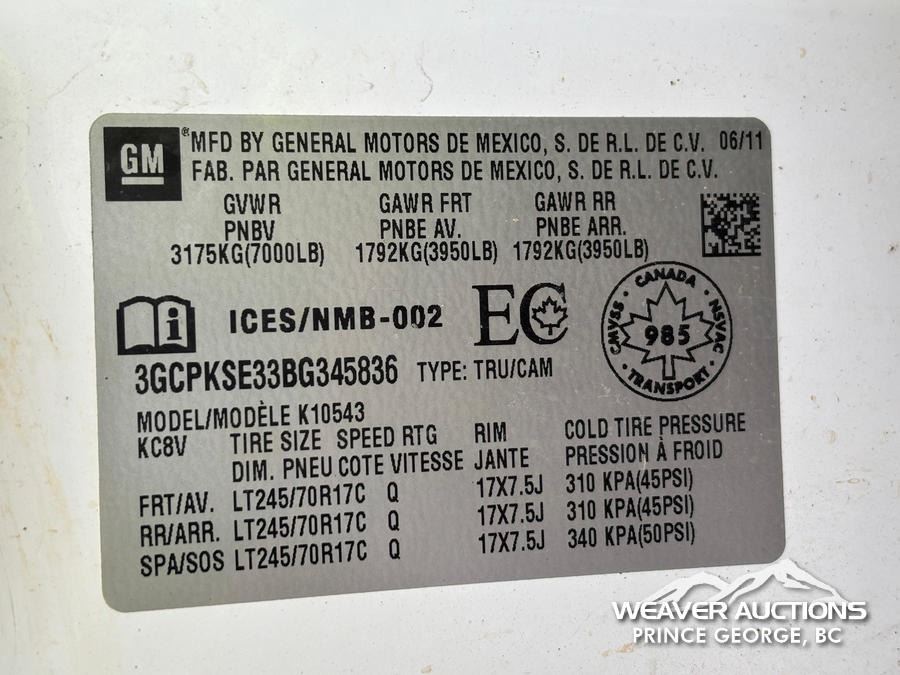 GM® MFD BY GENERAL MOTORS DE MEXICO, S. DE R.L. DE C.V. 06/11
FAB. PAR GENERAL MOTORS DE MEXICO, S. DE R.L. DE C.V.
GVWR GAWR FRT GAWR RR
PNBV PNBE AV. PNBE ARR.
3175KG(7000LB) 1792KG(3950LB) 1792KG(3950LB)
i ICES/NMB-002 EC
CANADA
CMVSS • 985 • NSVAC
TRANSPORT
3GCPKSE33BG345836 TYPE: TRU/CAM
MODEL/MODÈLE K10543
KC8V TIRE SIZE SPEED RTG RIM COLD TIRE PRESSURE
DIM. PNEU COTE VITESSE JANTE PRESSION À FROID
FRT/AV. LT245/70R17C Q 17X7.5J 310 KPA(45PSI)
RR/ARR. LT245/70R17C Q 17X7.5J 310 KPA(45PSI)
SPA/SOS LT245/70R17C Q 17X7.5J 340 KPA(50PSI)
WEAVER AUCTIONS
PRINCE GEORGE, BC